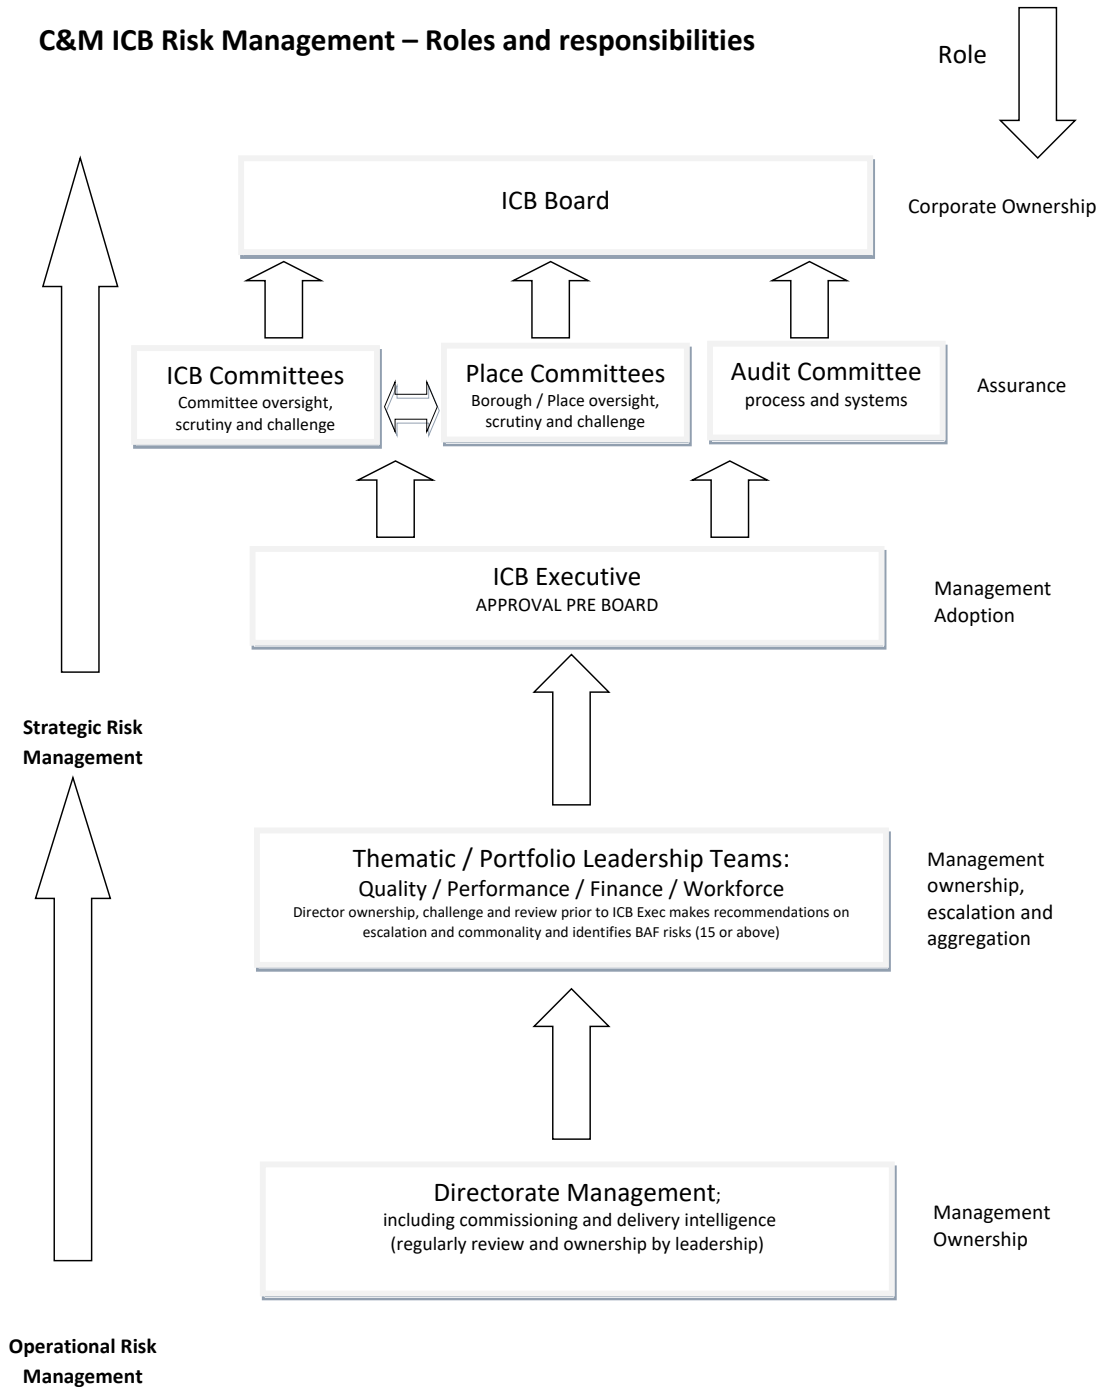 C&M ICB Risk Management – Roles and responsibilities
Role
ICB Board
Corporate Ownership
ICB Committees
Committee oversight,
scrutiny and challenge
Place Committees
Borough / Place oversight,
scrutiny and challenge
Audit Committee
process and systems
Assurance
ICB Executive
APPROVAL PRE BOARD
Management
Adoption
Strategic Risk
Management
Thematic / Portfolio Leadership Teams:
Quality / Performance / Finance / Workforce
Director ownership, challenge and review prior to ICB Exec makes recommendations on
escalation and commonality and identifies BAF risks (15 or above)
Management
ownership,
escalation and
aggregation
Directorate Management;
including commissioning and delivery intelligence
(regularly review and ownership by leadership)
Management
Ownership
Operational Risk
Management